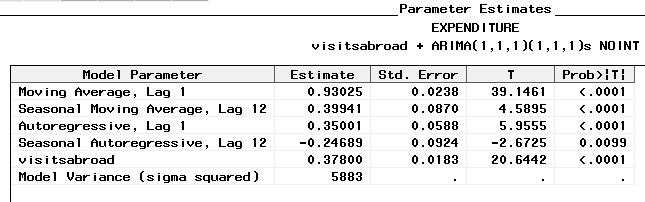 Parameter Estimates
EXPENDITURE
visitsabroad + ARIMA(1,1,1)(1,1,1)s NOINT
Model Parameter Estimate Std. Error T Prob>|T|
Moving Average, Lag 1 0.93025 0.0238 39.1461 <.0001
Seasonal Moving Average, Lag 12 0.39941 0.0870 4.5895 <.0001
Autoregressive, Lag 1 0.35001 0.0588 5.9555 <.0001
Seasonal Autoregressive, Lag 12 -0.24689 0.0924 -2.6725 0.0099
visitsabroad 0.37800 0.0183 20.6442 <.0001
Model Variance (sigma squared) 5883 . . .